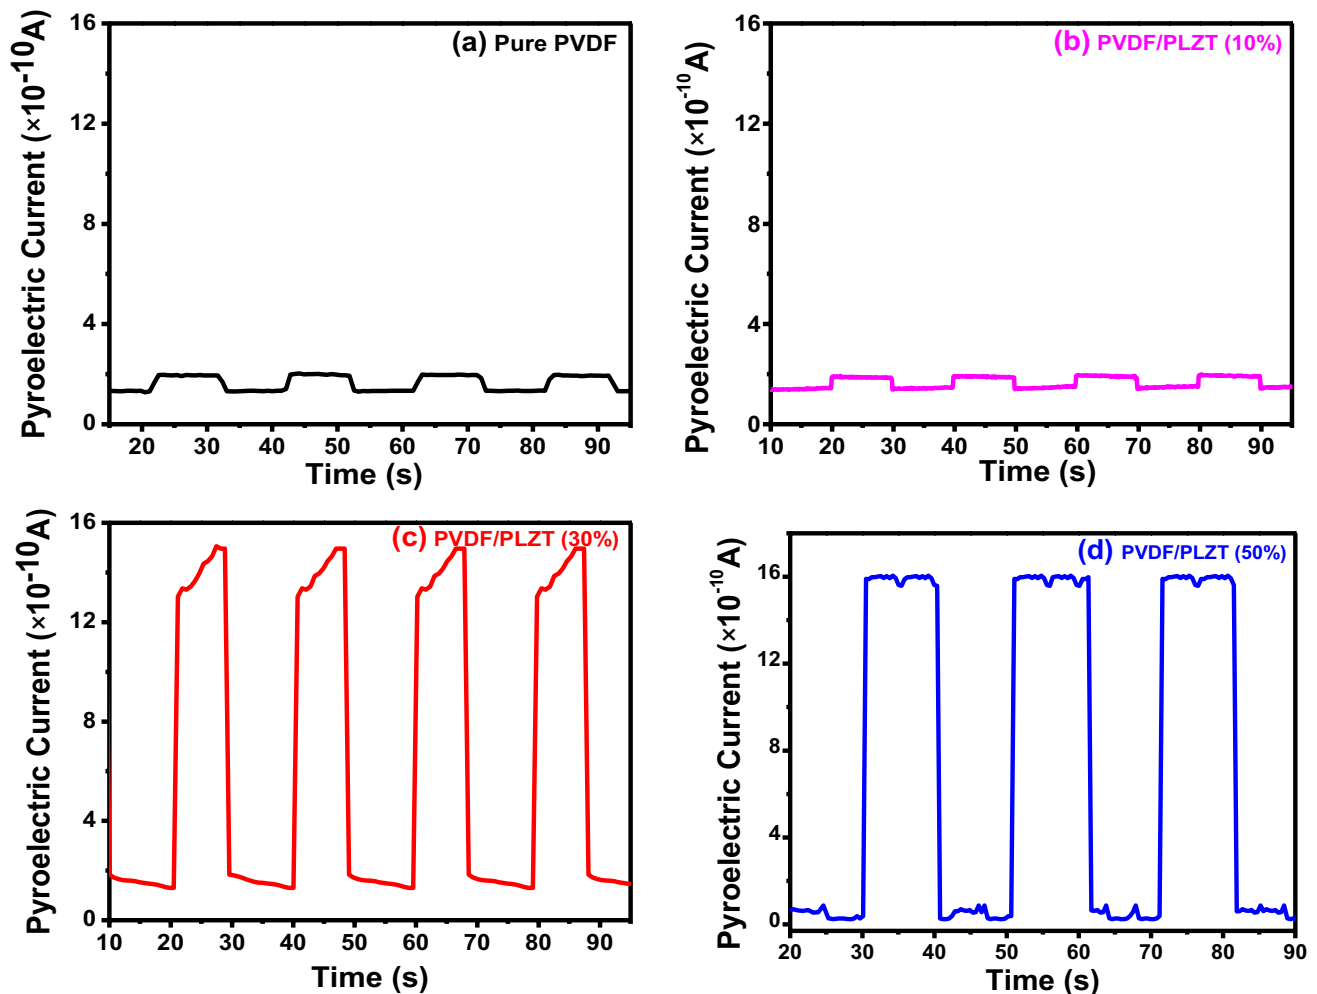 (a) Pure PVDF
Pyroelectric Current (×10-10A)
16
12
8
4
0
20 30 40 50 60 70 80 90
Time (s)
(b) PVDF/PLZT (10%)
Pyroelectric Current (×10-10 A)
16
12
8
4
0
10 20 30 40 50 60 70 80 90
Time (s)
(c) PVDF/PLZT (30%)
Pyroelectric Current (×10-10A)
16
12
8
4
0
10 20 30 40 50 60 70 80 90
Time (s)
(d) PVDF/PLZT (50%)
Pyroelectric Current (×10-10 A)
16
12
8
4
0
20 30 40 50 60 70 80 90
Time (s)